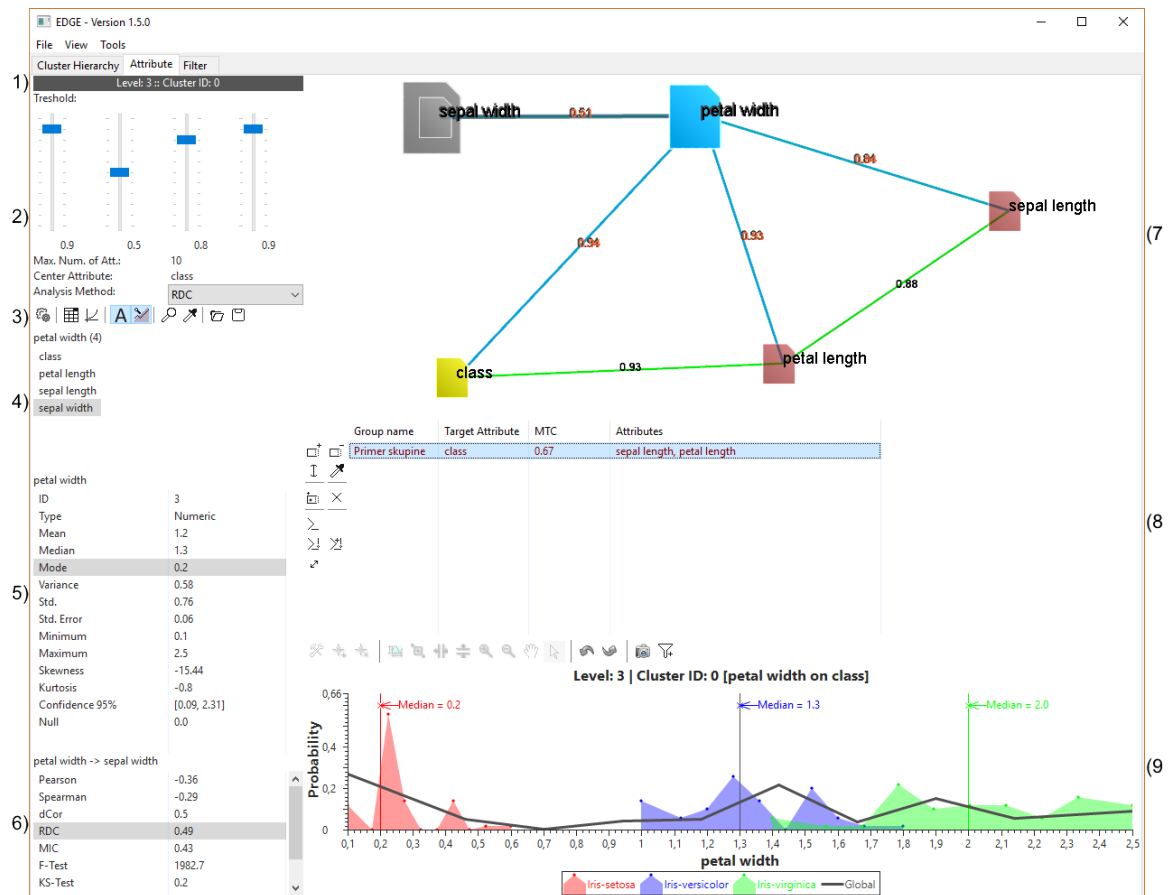 EDGE - Version 1.5.0
File View Tools
Cluster Hierarchy Attribute Filter
1) Level: 3 :: Cluster ID: 0
Treshold:
2)
0.9 0.5 0.8 0.9
Max. Num. of Att.: 10
Center Attribute: class
Analysis Method: RDC
3) A
petal width (4)
class
petal length
sepal length
4) sepal width
sepal width 0.51 petal width
0.84
sepal length
0.94 0.93
(7
0.88
petal length
class 0.93
Group name Target Attribute MTC Attributes
Primer skupine class 0.67 sepal length, petal length
(8
petal width
ID 3
Type Numeric
Mean 1.2
Median 1.3
Mode 0.2
Variance 0.58
5) Std. 0.76
Std. Error 0.06
Minimum 0.1
Maximum 2.5
Skewness -15.44
Kurtosis -0.8
Confidence 95% [0.09, 2.31]
Null 0.0
petal width -> sepal width
Pearson -0.36
Spearman -0.29
dCor 0.5
6) RDC 0.49
MIC 0.43
F-Test 1982.7
KS-Test 0.2
Level: 3 | Cluster ID: 0 [petal width on class]
0,66
Median = 0.2 Median = 1.3 Median = 2.0
0,4
Probability
(9
0,2
0
0,1 0,2 0,3 0,4 0,5 0,6 0,7 0,8 0,9 1 1,1 1,2 1,3 1,4 1,5 1,6 1,7 1,8 1,9 2 2,1 2,2 2,3 2,4 2,5
petal width
Iris-setosa Iris-versicolor Iris-virginica Global